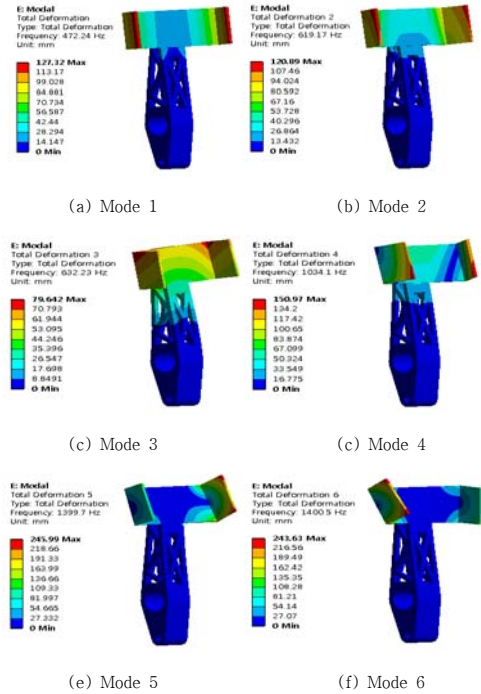 E: Modal
Total Deformation
Type: Total Deformation
Frequency: 472.24 Hz
Unit: mm
127.32 Max
113.17
99.028
84.881
70.734
56.587
42.44
28.294
14.147
0 Min
(a) Mode 1
E: Modal
Total Deformation 2
Type: Total Deformation
Frequency: 619.17 Hz
Unit: mm
120.89 Max
107.46
94.024
80.592
67.16
53.728
40.296
26.864
13.432
0 Min
(b) Mode 2
E: Modal
Total Deformation 3
Type: Total Deformation
Frequency: 632.23 Hz
Unit: mm
79.642 Max
70.793
61.944
53.095
44.246
35.396
26.547
17.698
8.8491
0 Min
(c) Mode 3
E: Modal
Total Deformation 4
Type: Total Deformation
Frequency: 1034.1 Hz
Unit: mm
150.97 Max
134.2
117.42
100.65
83.874
67.099
50.324
33.549
16.775
0 Min
(c) Mode 4
E: Modal
Total Deformation 5
Type: Total Deformation
Frequency: 1399.7 Hz
Unit: mm
245.99 Max
218.66
191.33
163.99
136.66
109.33
81.997
54.665
27.332
0 Min
(e) Mode 5
E: Modal
Total Deformation 6
Type: Total Deformation
Frequency: 1400.5 Hz
Unit: mm
243.63 Max
216.56
189.49
162.42
135.35
108.28
81.21
54.14
27.07
0 Min
(f) Mode 6